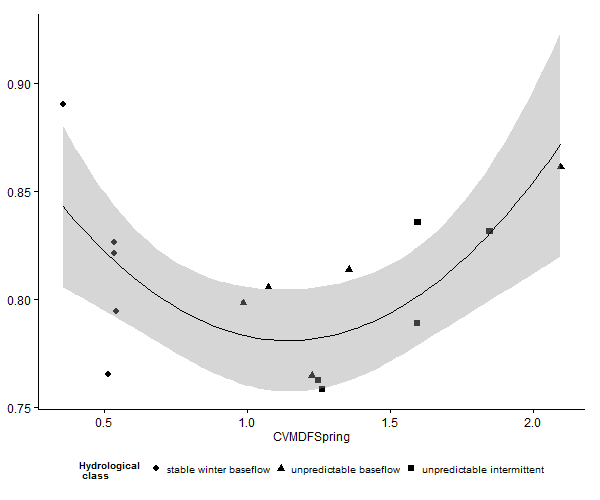 0.90
0.85
0.80
0.75
0.5 1.0 1.5 2.0
CVMDFSpring
Hydrological class
stable winter baseflow unpredictable baseflow unpredictable intermittent